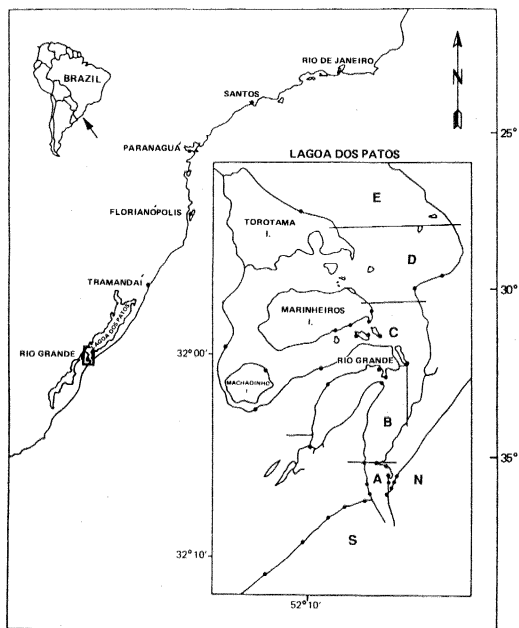 BRAZIL
RIO DE JANEIRO
SANTOS
PARANAGUÁ
FLORIANÓPOLIS
TRAMANDAÍ
LAGOA DOS PATOS
RIO GRANDE
N
25°
30°
35°
LAGOA DOS PATOS
E
TOROTAMA
I.
D
MARINHEIROS
I.
C
32°00'
RIO GRANDE
MACHADINHO
I
B
A
N
S
32°10'
52°10'